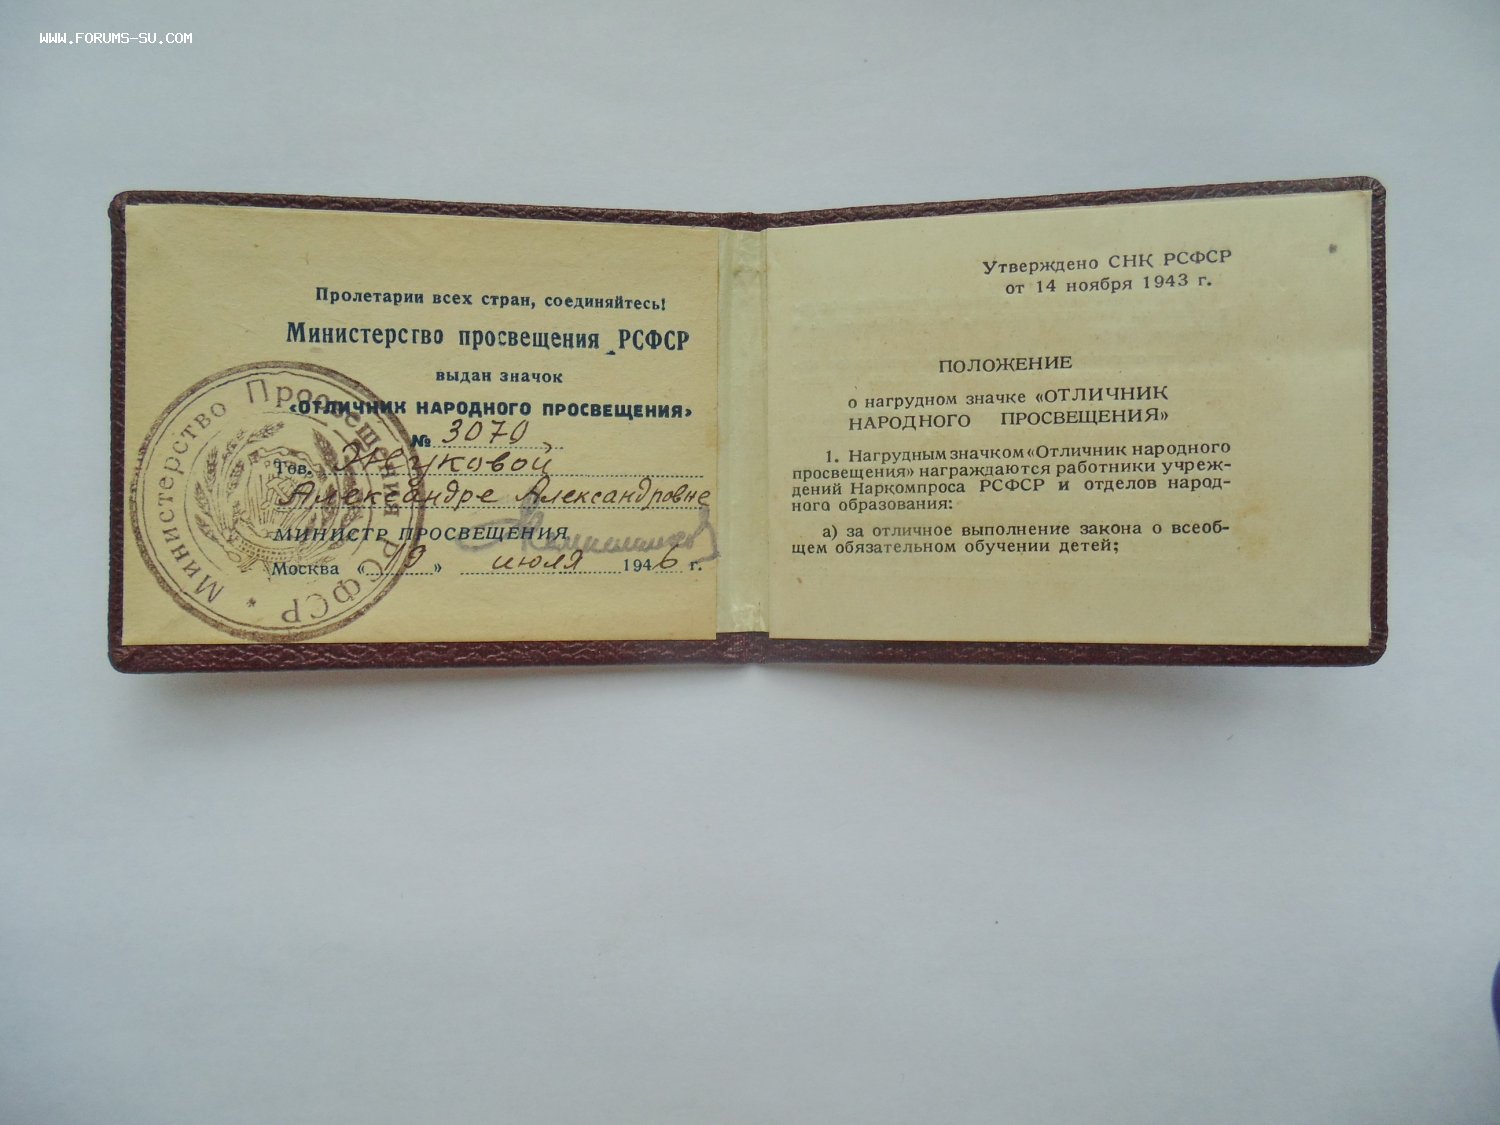 WWW.FORUMS-SU.COM
Пролетарии всех стран, соединяйтесь!
Министерство просвещения РСФСР
выдан значок
«ОТЛИЧНИК НАРОДНОГО ПРОСВЕЩЕНИЯ»
№ 3070
Тов. Жуковой
Александре Александровне
МИНИСТР ПРОСВЕЩЕНИЯ
Москва «19» июля 1946 г.
Министерство Просвещения РСФСР *
Утверждено СНК РСФСР
от 14 ноября 1943 г.
ПОЛОЖЕНИЕ
о нагрудном значке «ОТЛИЧНИК
НАРОДНОГО ПРОСВЕЩЕНИЯ»
1. Нагрудным значком «Отличник народного
просвещения» награждаются работники учреж-
дений Наркомпроса РСФСР и отделов народ-
ного образования:
а) за отличное выполнение закона о всеоб-
щем обязательном обучении детей;